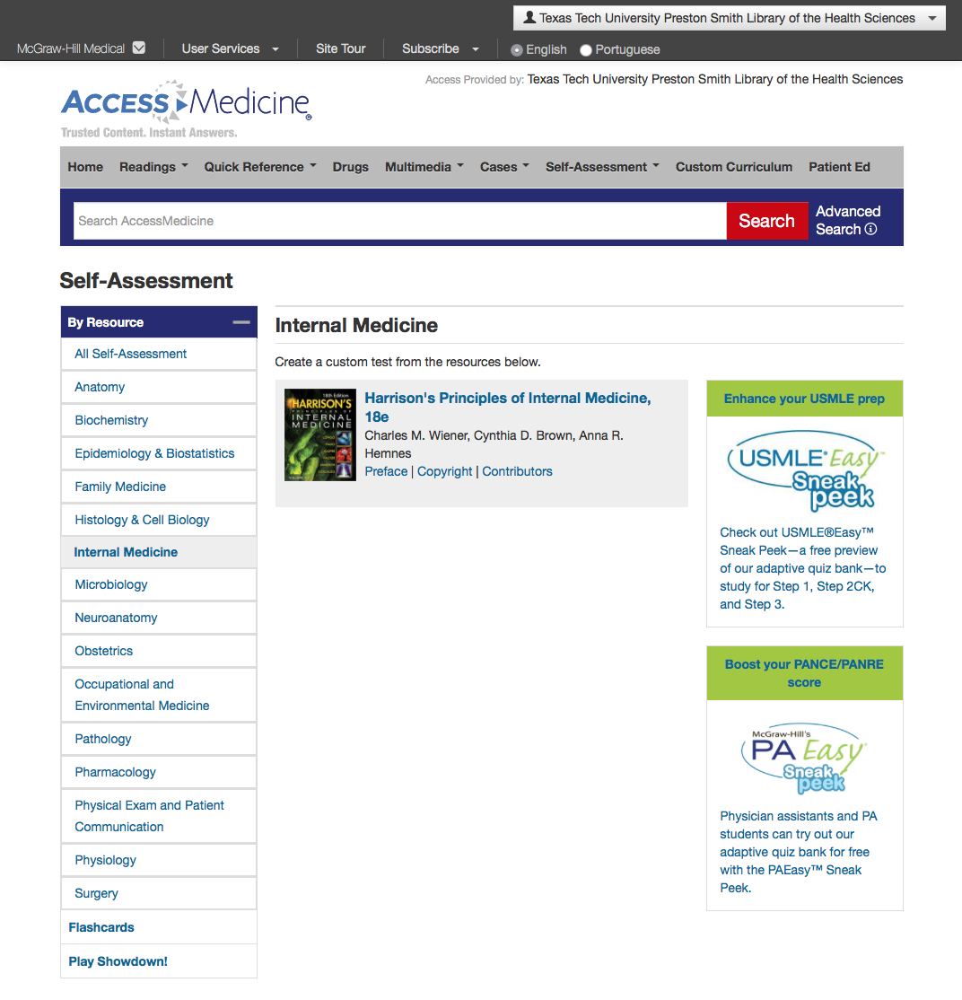 Texas Tech University Preston Smith Library of the Health Sciences
McGraw-Hill Medical
User Services
Site Tour
Subscribe
English
Portuguese
Access Provided by: Texas Tech University Preston Smith Library of the Health Sciences
ACCESS Medicine®
Trusted Content. Instant Answers.
Home
Readings
Quick Reference
Drugs
Multimedia
Cases
Self-Assessment
Custom Curriculum
Patient Ed
Search AccessMedicine
Search
Advanced
Search
Self-Assessment
By Resource
All Self-Assessment
Anatomy
Biochemistry
Epidemiology & Biostatistics
Family Medicine
Histology & Cell Biology
Internal Medicine
Microbiology
Neuroanatomy
Obstetrics
Occupational and
Environmental Medicine
Pathology
Pharmacology
Physical Exam and Patient
Communication
Physiology
Surgery
Flashcards
Play Showdown!
Internal Medicine
Create a custom test from the resources below.
18th Edition
HARRISON'S
PRINCIPLES OF
INTERNAL
MEDICINE
Harrison's Principles of Internal Medicine,
18e
Charles M. Wiener, Cynthia D. Brown, Anna R.
Hemnes
Preface | Copyright | Contributors
Enhance your USMLE prep
USMLE® Easy™
Sneak
peek
Check out USMLE®Easy™
Sneak Peek—a free preview
of our adaptive quiz bank—to
study for Step 1, Step 2CK,
and Step 3.
Boost your PANCE/PANRE
score
McGraw-Hill's
PA Easy
Sneak
peek
Physician assistants and PA
students can try out our
adaptive quiz bank for free
with the PAEasy™ Sneak
Peek.